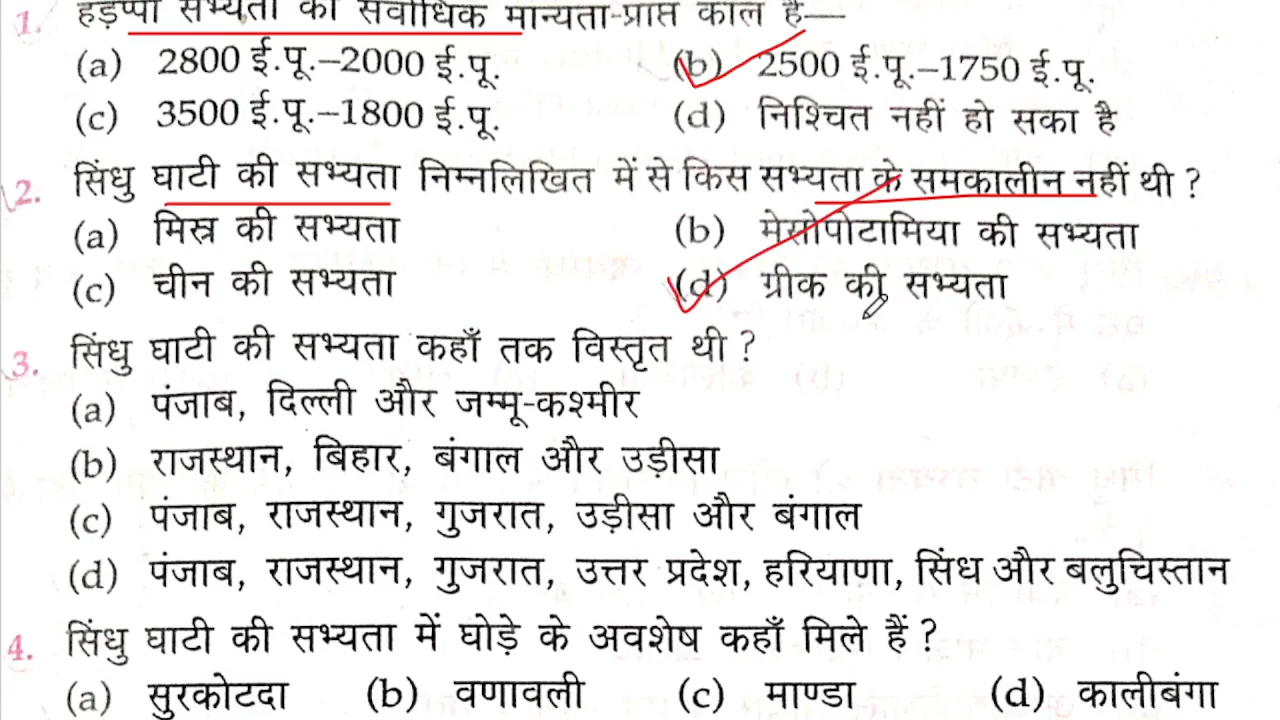 1. हड़प्पा सभ्यता का सर्वाधिक मान्यता-प्राप्त काल है—
(a) 2800 ई.पू.–2000 ई.पू. (b) 2500 ई.पू.–1750 ई.पू.
(c) 3500 ई.पू.–1800 ई.पू. (d) निश्चित नहीं हो सका है
2. सिंधु घाटी की सभ्यता निम्नलिखित में से किस सभ्यता के समकालीन नहीं थी ?
(a) मिस्र की सभ्यता (b) मेसोपोटामिया की सभ्यता
(c) चीन की सभ्यता (d) ग्रीक की सभ्यता
3. सिंधु घाटी की सभ्यता कहाँ तक विस्तृत थी ?
(a) पंजाब, दिल्ली और जम्मू-कश्मीर
(b) राजस्थान, बिहार, बंगाल और उड़ीसा
(c) पंजाब, राजस्थान, गुजरात, उड़ीसा और बंगाल
(d) पंजाब, राजस्थान, गुजरात, उत्तर प्रदेश, हरियाणा, सिंध और बलुचिस्तान
4. सिंधु घाटी की सभ्यता में घोड़े के अवशेष कहाँ मिले हैं ?
(a) सुरकोटदा (b) वणावली (c) माण्डा (d) कालीबंगा